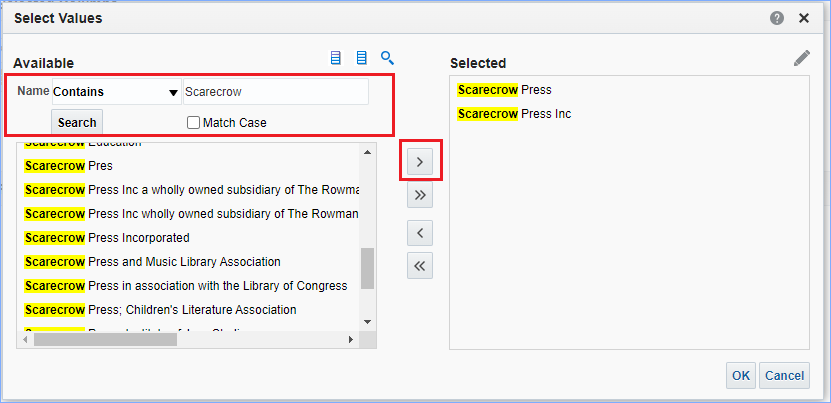 Select Values
Available
Name Contains Scarecrow
Search Match Case
Scarecrow Education
Scarecrow Pres
Scarecrow Press Inc a wholly owned subsidiary of The Rowma
Scarecrow Press Inc wholly owned subsidiary of The Rowman
Scarecrow Press Incorporated
Scarecrow Press and Music Library Association
Scarecrow Press in association with the Library of Congress
Scarecrow Press; Children's Literature Association
Scarecrow
Selected
Scarecrow Press
Scarecrow Press Inc
OK Cancel